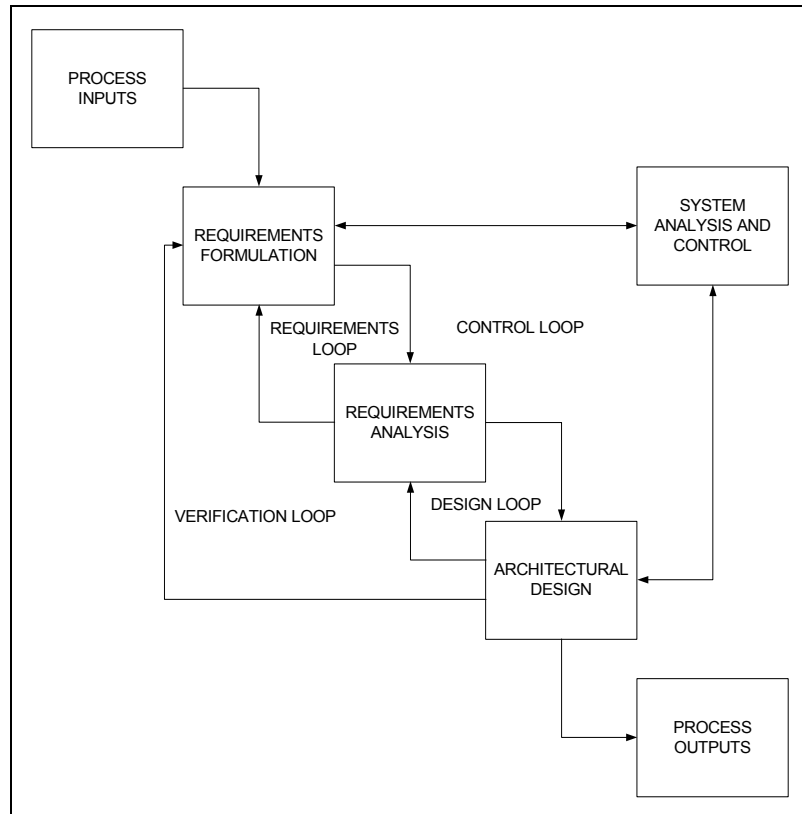 PROCESS
INPUTS
REQUIREMENTS
FORMULATION
SYSTEM
ANALYSIS AND
CONTROL
REQUIREMENTS
LOOP
CONTROL LOOP
REQUIREMENTS
ANALYSIS
VERIFICATION LOOP
DESIGN LOOP
ARCHITECTURAL
DESIGN
PROCESS
OUTPUTS